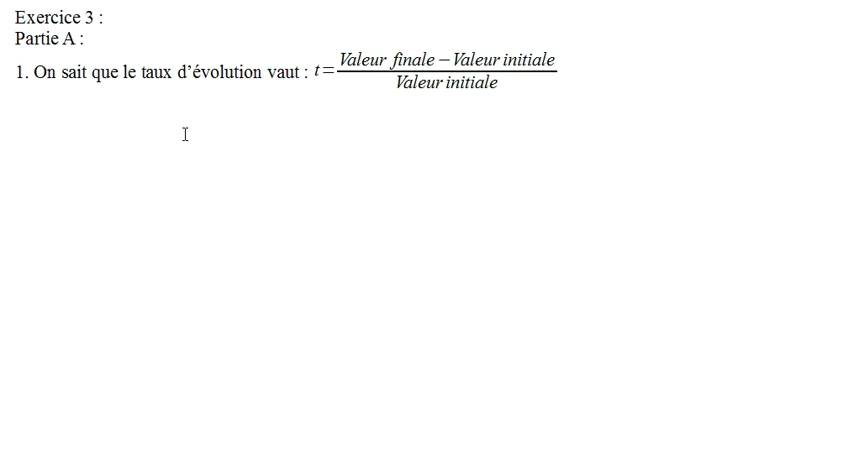 Exercice 3 :
Partie A :
1. On sait que le taux d’évolution vaut : t = (Valeur finale − Valeur initiale) / Valeur initiale